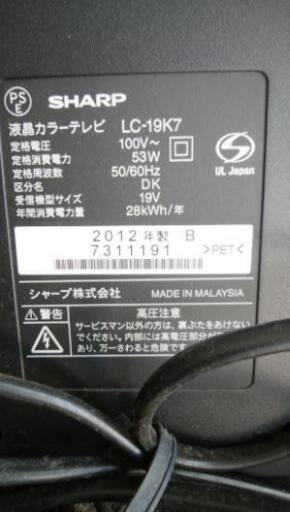 PS
E
SHARP
液晶カラーテレビ LC-19K7
定格電圧 100V～
定格消費電力 53W
定格周波数 50/60Hz
区分名 DK
受信機型サイズ 19V
年間消費電力量 28kWh/年
S
UL Japan
2012年製 B
7311191 >PET<
シャープ株式会社 MADE IN MALAYSIA
警告
高圧注意
サービスマン以外の方は、裏ぶたをあけないで
ください。内部には高電圧部分が
あり、万一さわると危険です